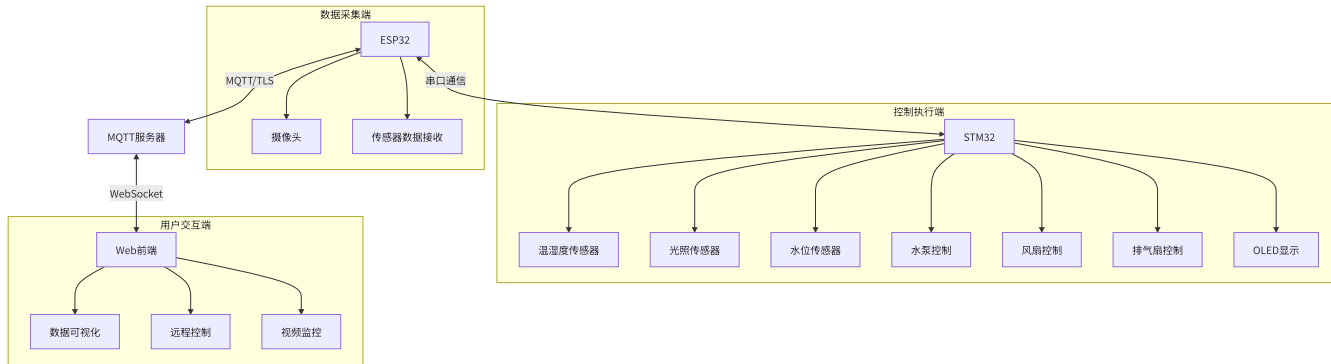 数据采集端
ESP32
MQTT/TLS
串口通信
控制执行端
MQTT服务器
摄像头
传感器数据接收
STM32
WebSocket
用户交互端
Web前端
温湿度传感器
光照传感器
水位传感器
水泵控制
风扇控制
排气扇控制
OLED显示
数据可视化
远程控制
视频监控